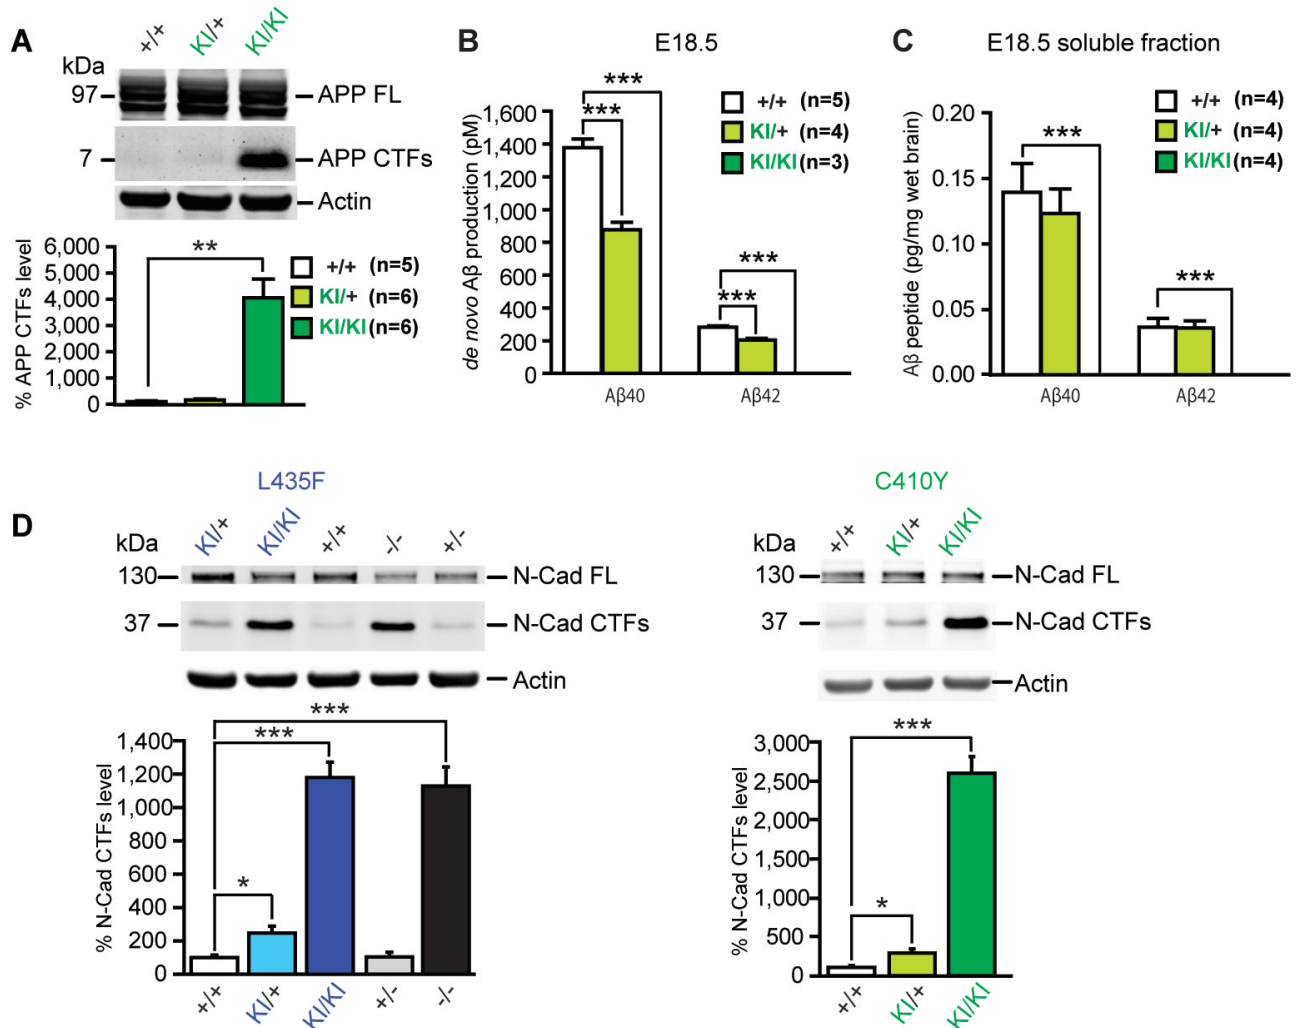 A
+/+ KI/+ KI/KI
kDa
97 APP FL
7 APP CTFs
Actin
% APP CTFs level
6,000
5,000
4,000
3,000
2,000
1,000
0
**
+/+ (n=5)
KI/+ (n=6)
KI/KI (n=6)
B
E18.5
de novo Aβ production (pM)
1,600
1,400
1,200
1,000
800
600
400
200
0
***
***
***
***
+/+ (n=5)
KI/+ (n=4)
KI/KI (n=3)
Aβ40 Aβ42
C
E18.5 soluble fraction
Aβ peptide (pg/mg wet brain)
0.20
0.15
0.10
0.05
0.00
***
***
+/+ (n=4)
KI/+ (n=4)
KI/KI (n=4)
Aβ40 Aβ42
D
L435F
kDa KI/+ KI/KI +/+ -/- +/-
130 N-Cad FL
37 N-Cad CTFs
Actin
% N-Cad CTFs level
1,400
1,200
1,000
800
600
400
200
0
***
***
*
+/+ KI/+ KI/KI +/- -/-
C410Y
kDa +/+ KI/+ KI/KI
130 N-Cad FL
37 N-Cad CTFs
Actin
% N-Cad CTFs level
3,000
2,500
2,000
1,500
1,000
500
0
***
*
+/+ KI/+ KI/KI